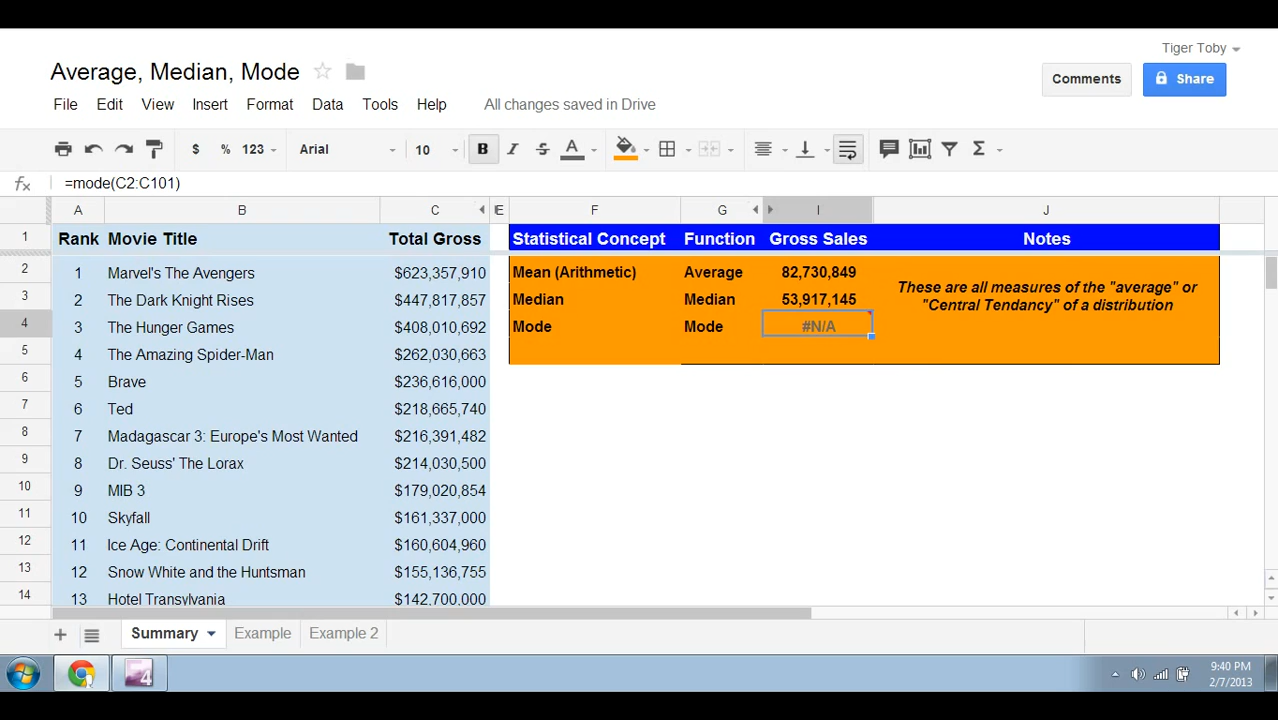 Tiger Toby
Average, Median, Mode
Comments
Share
File Edit View Insert Format Data Tools Help All changes saved in Drive
$ % 123 Arial 10 B I S A Σ
fx =mode(C2:C101)
A B C E F G I J
1 Rank Movie Title Total Gross Statistical Concept Function Gross Sales Notes
2 1 Marvel's The Avengers $623,357,910 Mean (Arithmetic) Average 82,730,849 These are all measures of the "average" or
3 2 The Dark Knight Rises $447,817,857 Median Median 53,917,145 "Central Tendancy" of a distribution
4 3 The Hunger Games $408,010,692 Mode Mode #N/A
5 4 The Amazing Spider-Man $262,030,663
6 5 Brave $236,616,000
7 6 Ted $218,665,740
8 7 Madagascar 3: Europe's Most Wanted $216,391,482
9 8 Dr. Seuss' The Lorax $214,030,500
10 9 MIB 3 $179,020,854
11 10 Skyfall $161,337,000
12 11 Ice Age: Continental Drift $160,604,960
13 12 Snow White and the Huntsman $155,136,755
14 13 Hotel Transylvania $142,700,000
+ Summary Example Example 2
4
9:40 PM
2/7/2013